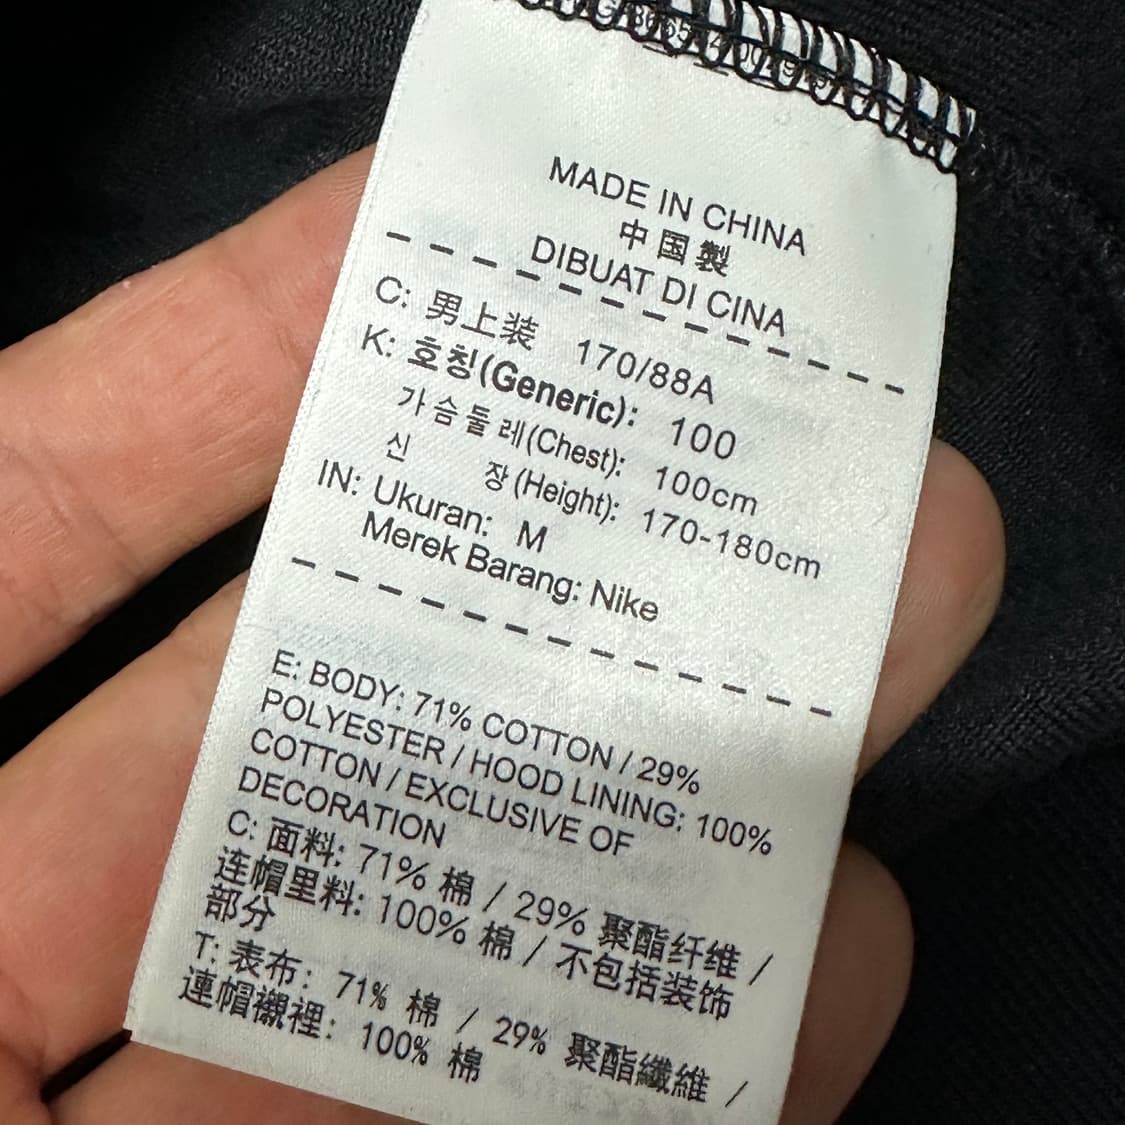 MADE IN CHINA
中国製
DIBUAT DI CINA
C: 男上装 170/88A
K: 호칭(Generic): 100
가슴둘레(Chest): 100cm
신 장(Height): 170-180cm
IN: Ukuran: M
Merek Barang: Nike
E: BODY: 71% COTTON / 29%
POLYESTER / HOOD LINING: 100%
COTTON / EXCLUSIVE OF
DECORATION
C: 面料: 71% 棉 / 29% 聚酯纤维 /
连帽里料: 100% 棉 / 不包括装饰
部分
T: 表布: 71% 棉 / 29% 聚酯纖維 /
連帽襯裡: 100% 棉